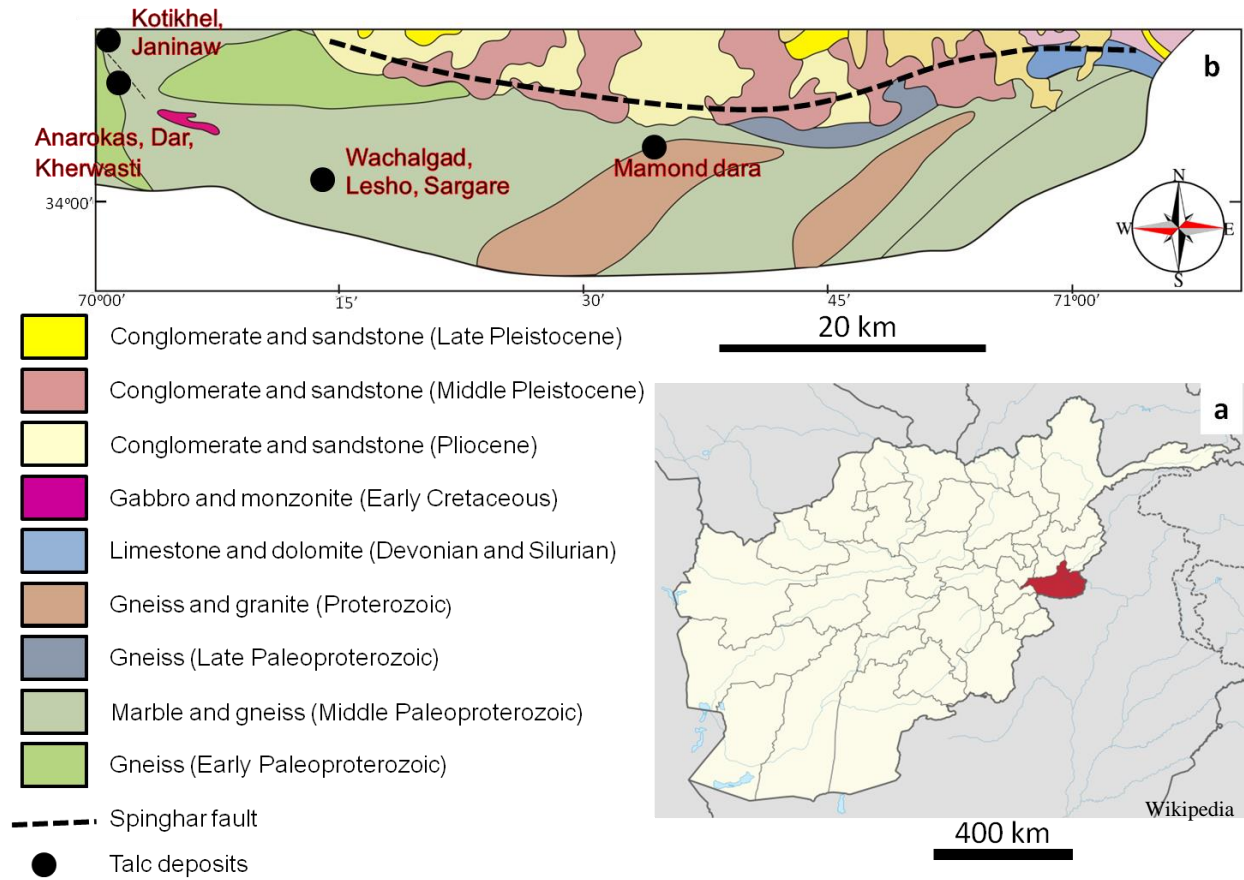 Kotikhel,
Janinaw
b
Anarokas, Dar,
Kherwasti
Wachalgad,
Lesho, Sargare
Mamond dara
N
W
E
S
34°00′
70°00′
15′
30′
45′
71°00′
20 km
Conglomerate and sandstone (Late Pleistocene)
Conglomerate and sandstone (Middle Pleistocene)
Conglomerate and sandstone (Pliocene)
Gabbro and monzonite (Early Cretaceous)
Limestone and dolomite (Devonian and Silurian)
Gneiss and granite (Proterozoic)
Gneiss (Late Paleoproterozoic)
Marble and gneiss (Middle Paleoproterozoic)
Gneiss (Early Paleoproterozoic)
Spinghar fault
Talc deposits
a
Wikipedia
400 km